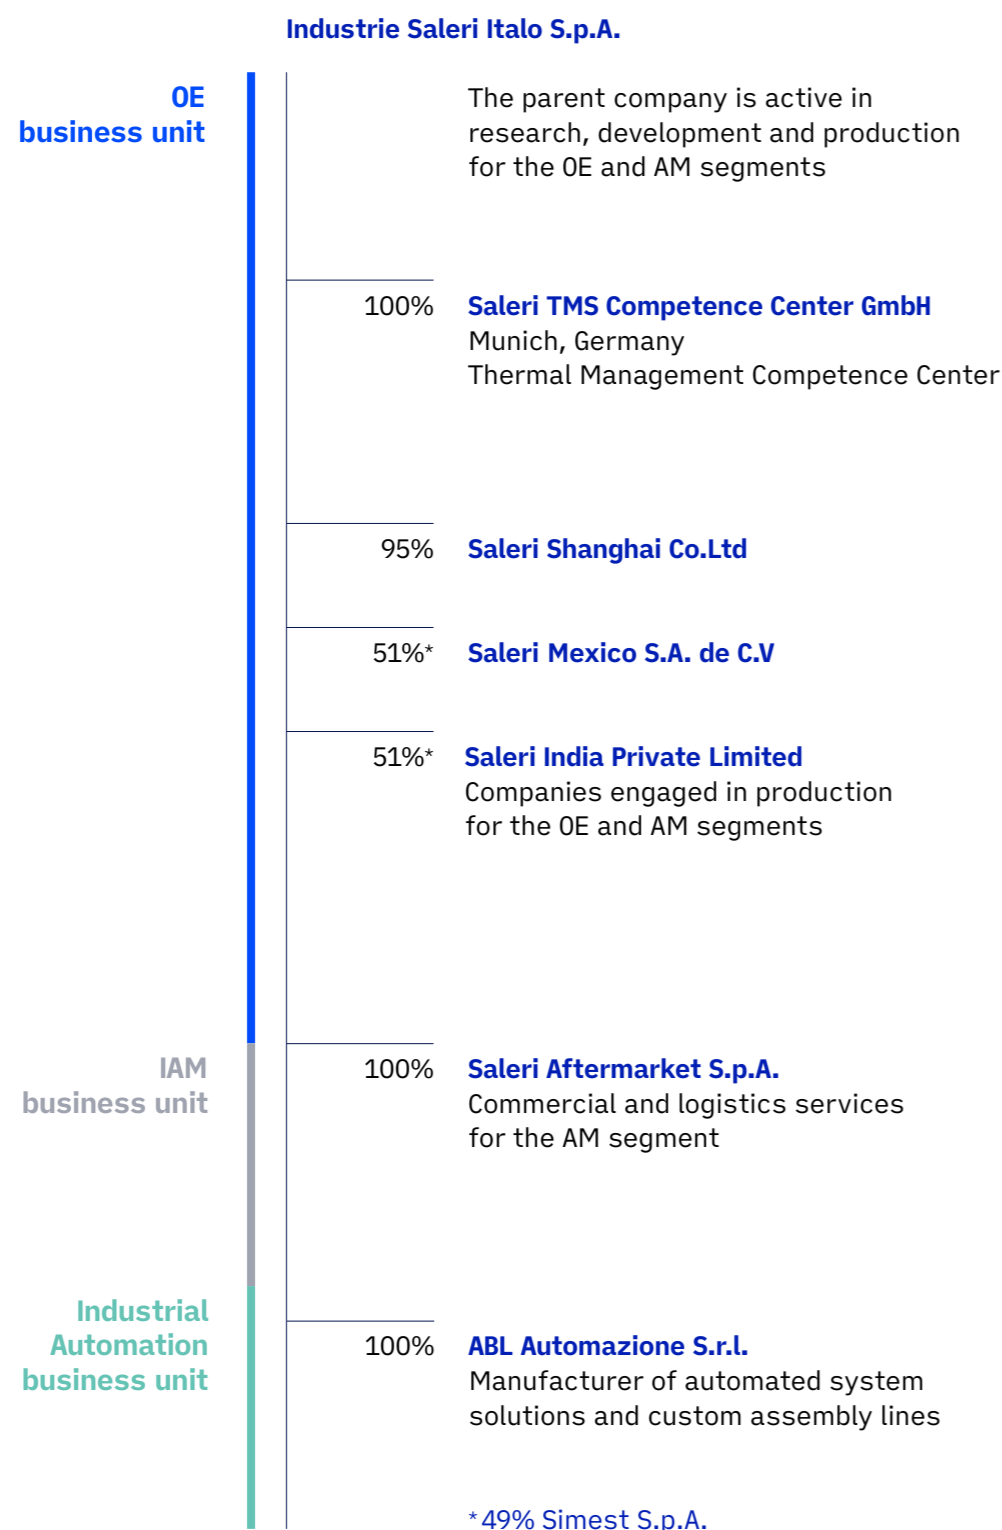 Industrie Saleri Italo S.p.A.
OE
business unit
The parent company is active in
research, development and production
for the OE and AM segments
100%
Saleri TMS Competence Center GmbH
Munich, Germany
Thermal Management Competence Center
95%
Saleri Shanghai Co.Ltd
51%*
Saleri Mexico S.A. de C.V
51%*
Saleri India Private Limited
Companies engaged in production
for the OE and AM segments
IAM
business unit
100%
Saleri Aftermarket S.p.A.
Commercial and logistics services
for the AM segment
Industrial
Automation
business unit
100%
ABL Automazione S.r.l.
Manufacturer of automated system
solutions and custom assembly lines
*49% Simest S.p.A.